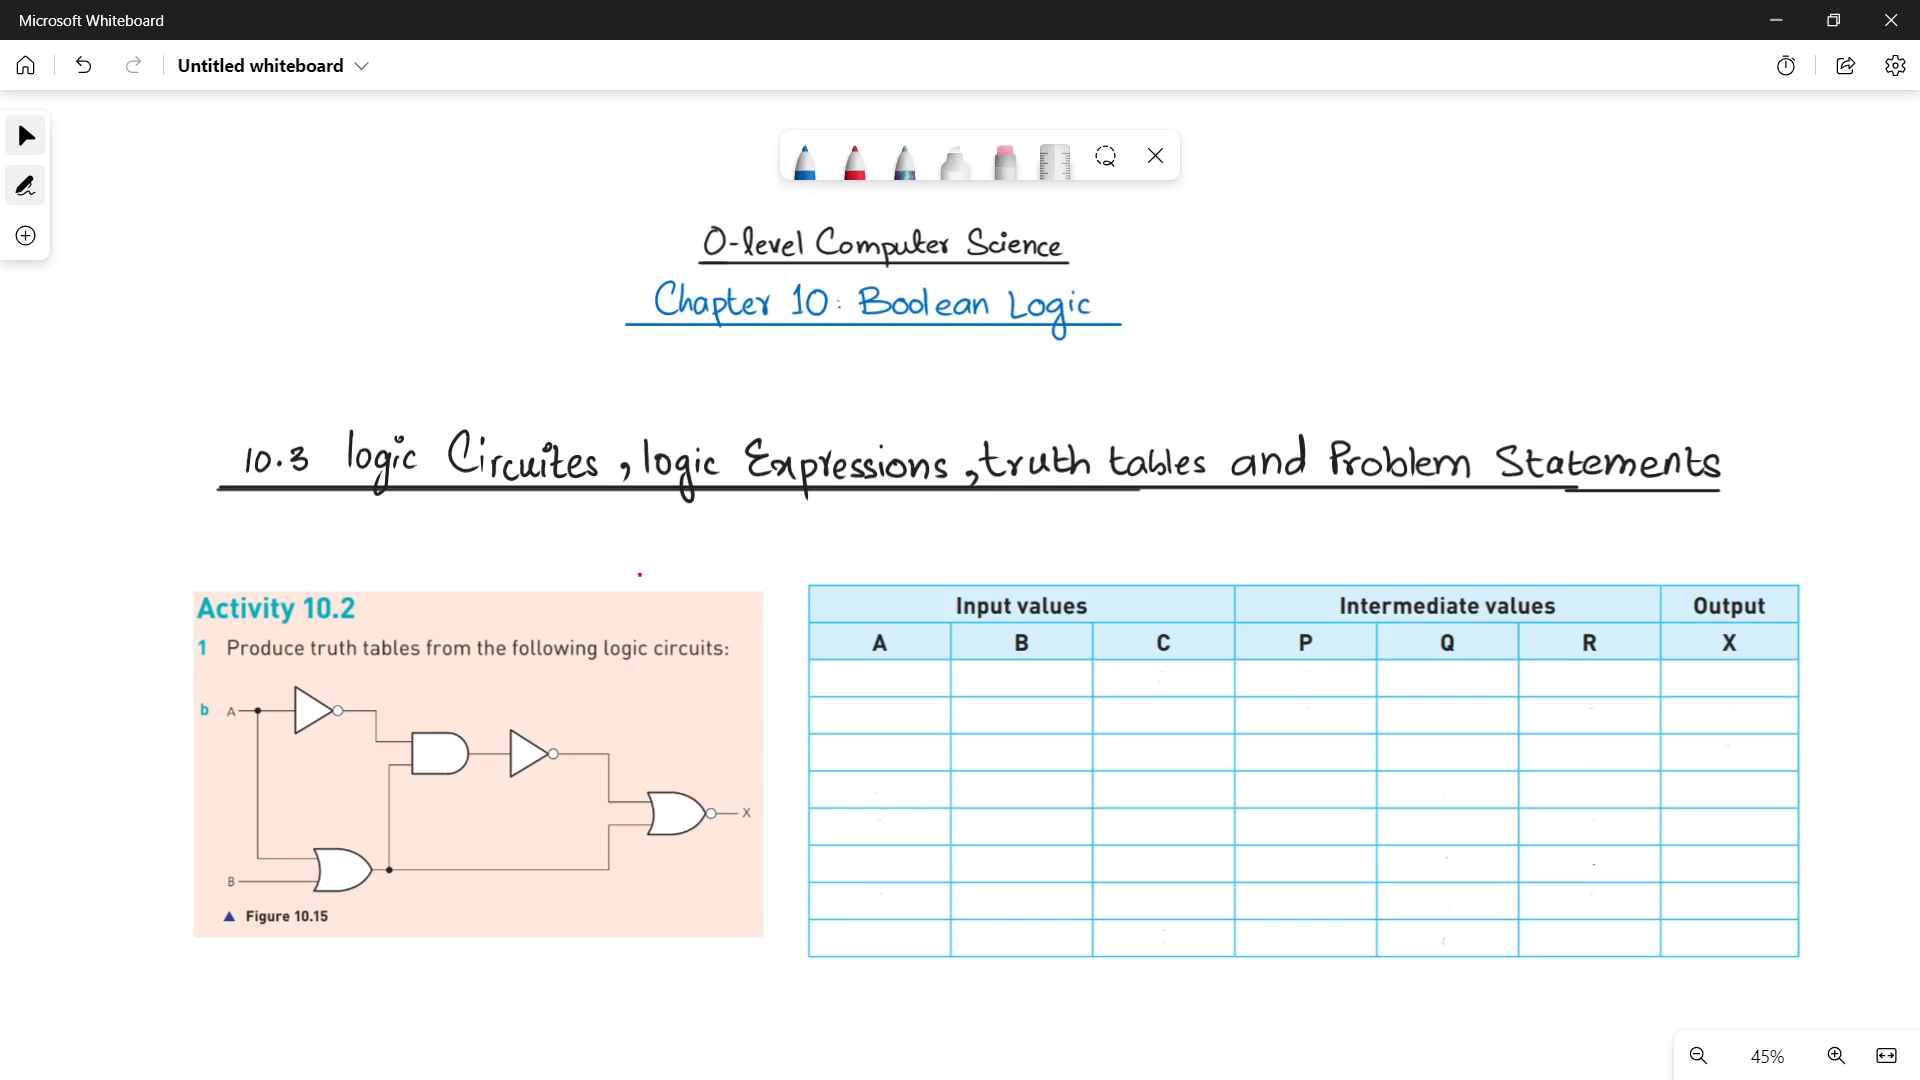 Microsoft Whiteboard
Untitled whiteboard
O-level Computer Science
Chapter 10: Boolean Logic
10.3 logic Circuites, logic Expressions, truth tables and Problem Statements
Activity 10.2
1 Produce truth tables from the following logic circuits:
b A
X
B
▲ Figure 10.15
Input values Intermediate values Output
A B C P Q R X
45%